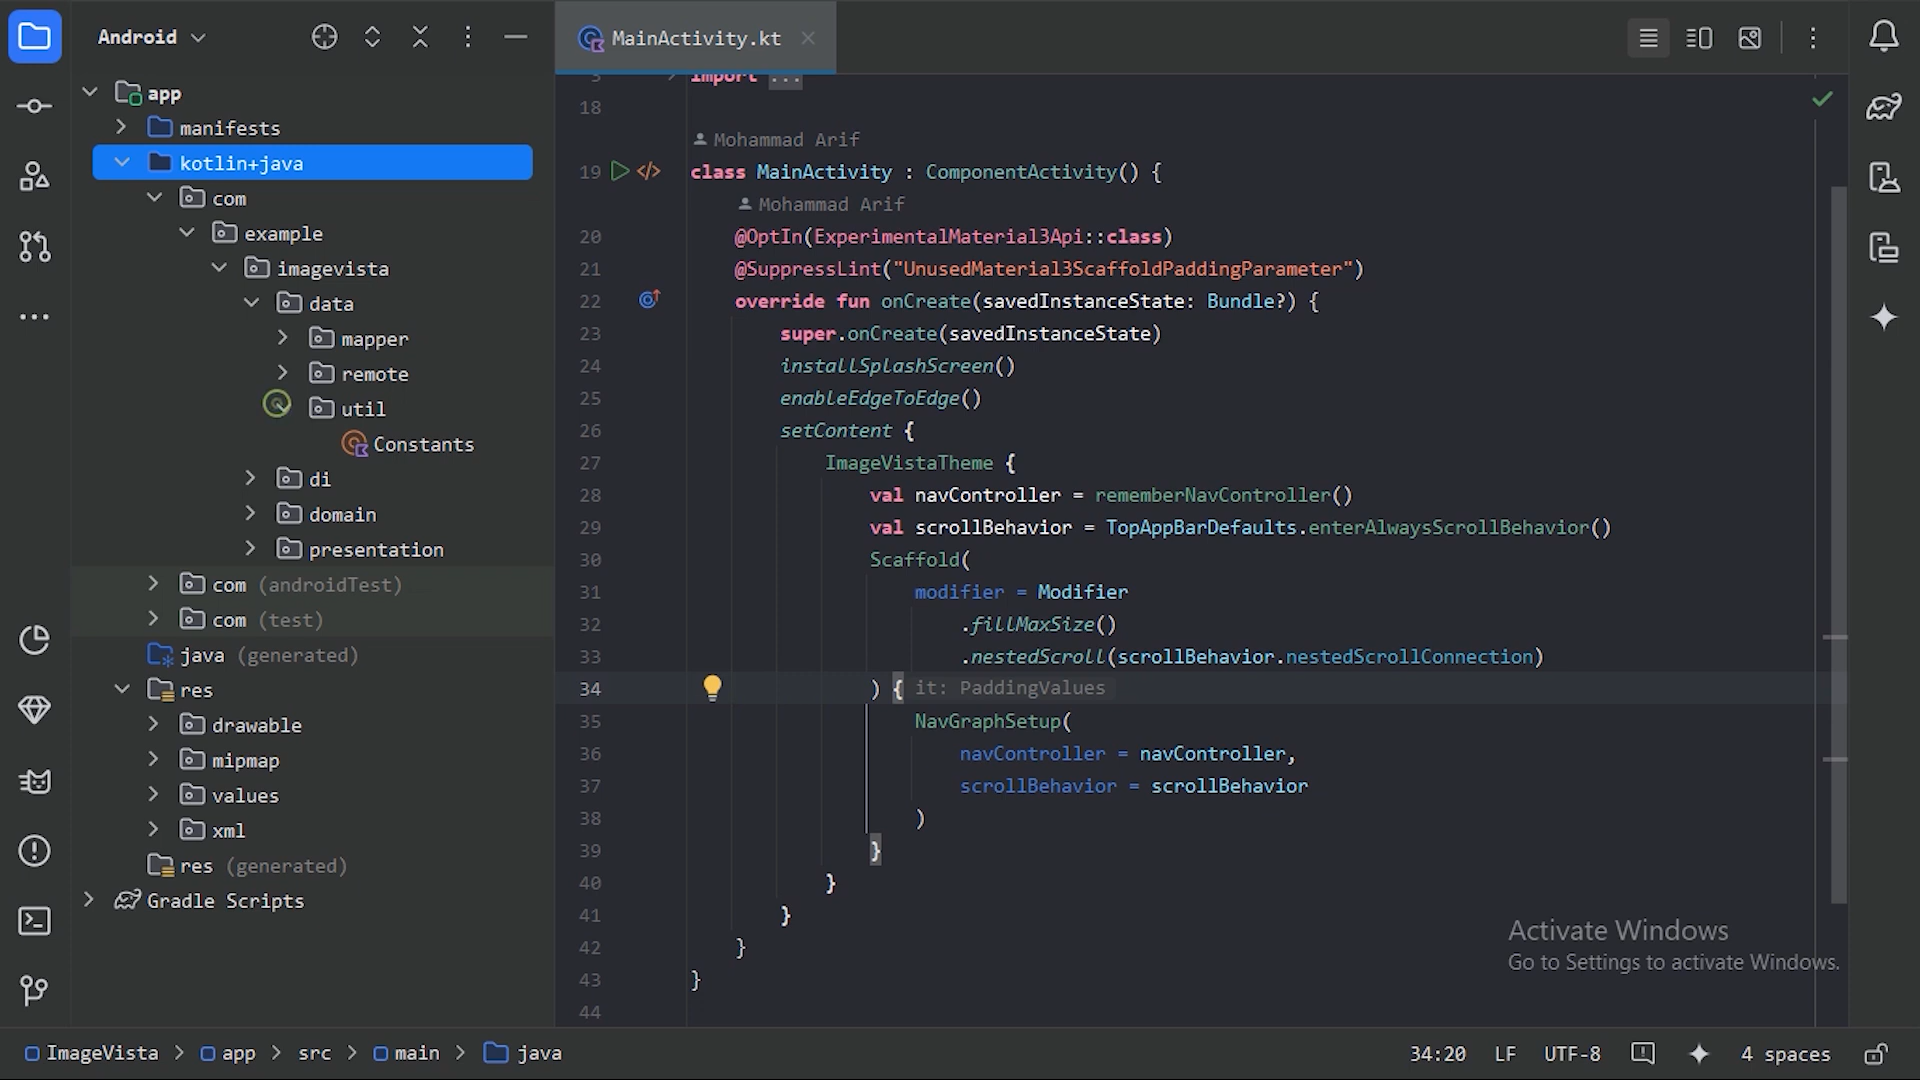 Android
MainActivity.kt
app
manifests
kotlin+java
com
example
imagevista
data
mapper
remote
util
Constants
di
domain
presentation
com (androidTest)
com (test)
java (generated)
res
drawable
mipmap
values
xml
res (generated)
Gradle Scripts
3 import ...
18
Mohammad Arif
19 class MainActivity : ComponentActivity() {
Mohammad Arif
20 @OptIn(ExperimentalMaterial3Api::class)
21 @SuppressLint("UnusedMaterial3ScaffoldPaddingParameter")
22 override fun onCreate(savedInstanceState: Bundle?) {
23 super.onCreate(savedInstanceState)
24 installSplashScreen()
25 enableEdgeToEdge()
26 setContent {
27 ImageVistaTheme {
28 val navController = rememberNavController()
29 val scrollBehavior = TopAppBarDefaults.enterAlwaysScrollBehavior()
30 Scaffold(
31 modifier = Modifier
32 .fillMaxSize()
33 .nestedScroll(scrollBehavior.nestedScrollConnection)
34 ) { it: PaddingValues
35 NavGraphSetup(
36 navController = navController,
37 scrollBehavior = scrollBehavior
38 )
39 }
40 }
41 }
42 }
43 }
44
Activate Windows
Go to Settings to activate Windows.
ImageVista > app > src > main > java
34:20 LF UTF-8 4 spaces